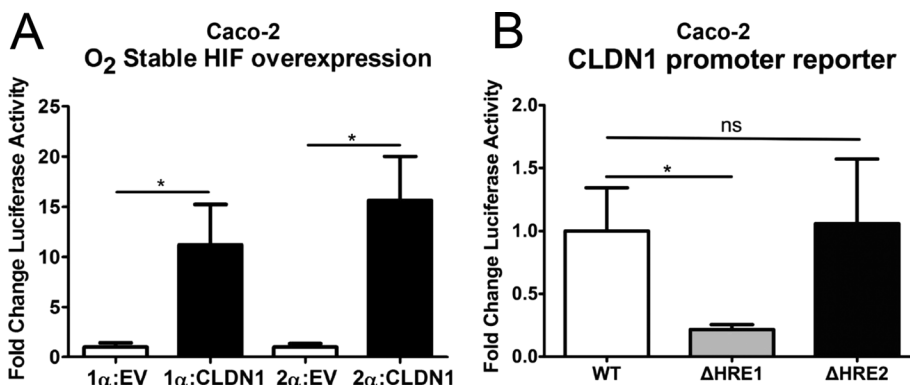 A
Caco-2
O2 Stable HIF overexpression
Fold Change Luciferase Activity
25
20
15
10
5
0
*
*
1α:EV 1α:CLDN1 2α:EV 2α:CLDN1
B
Caco-2
CLDN1 promoter reporter
Fold Change Luciferase Activity
2.0
1.5
1.0
0.5
0.0
ns
*
WT ΔHRE1 ΔHRE2